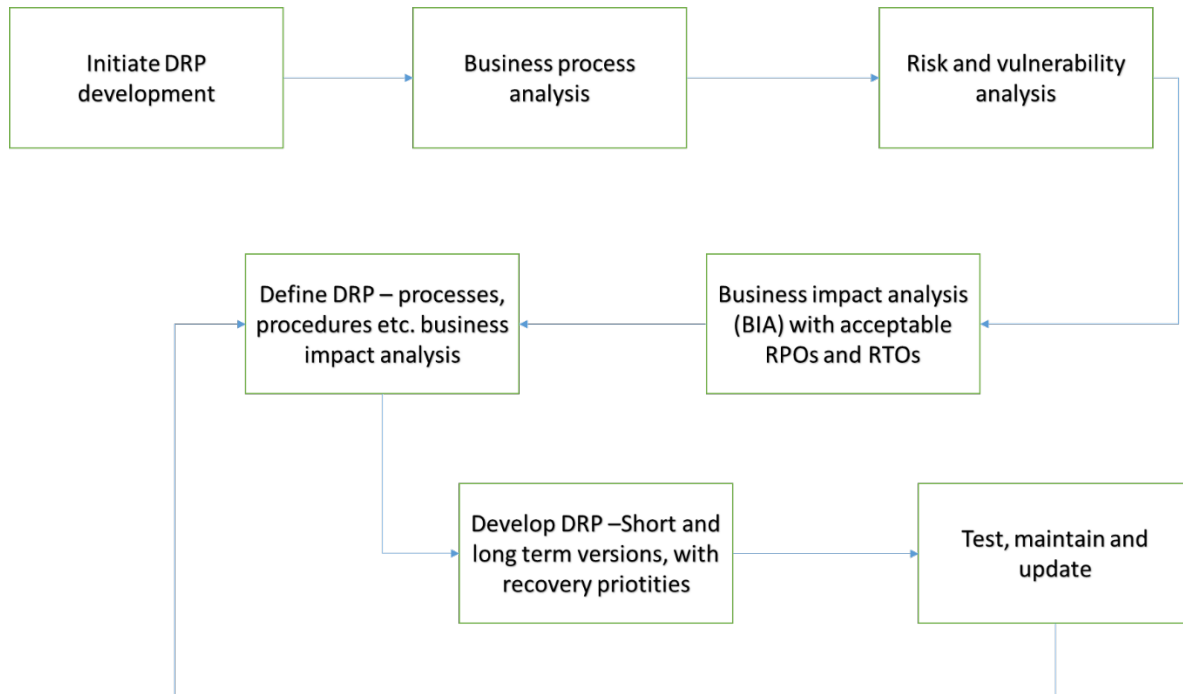 Initiate DRP
development
Business process
analysis
Risk and vulnerability
analysis
Define DRP – processes,
procedures etc. business
impact analysis
Business impact analysis
(BIA) with acceptable
RPOs and RTOs
Develop DRP –Short and
long term versions, with
recovery priotities
Test, maintain and
update